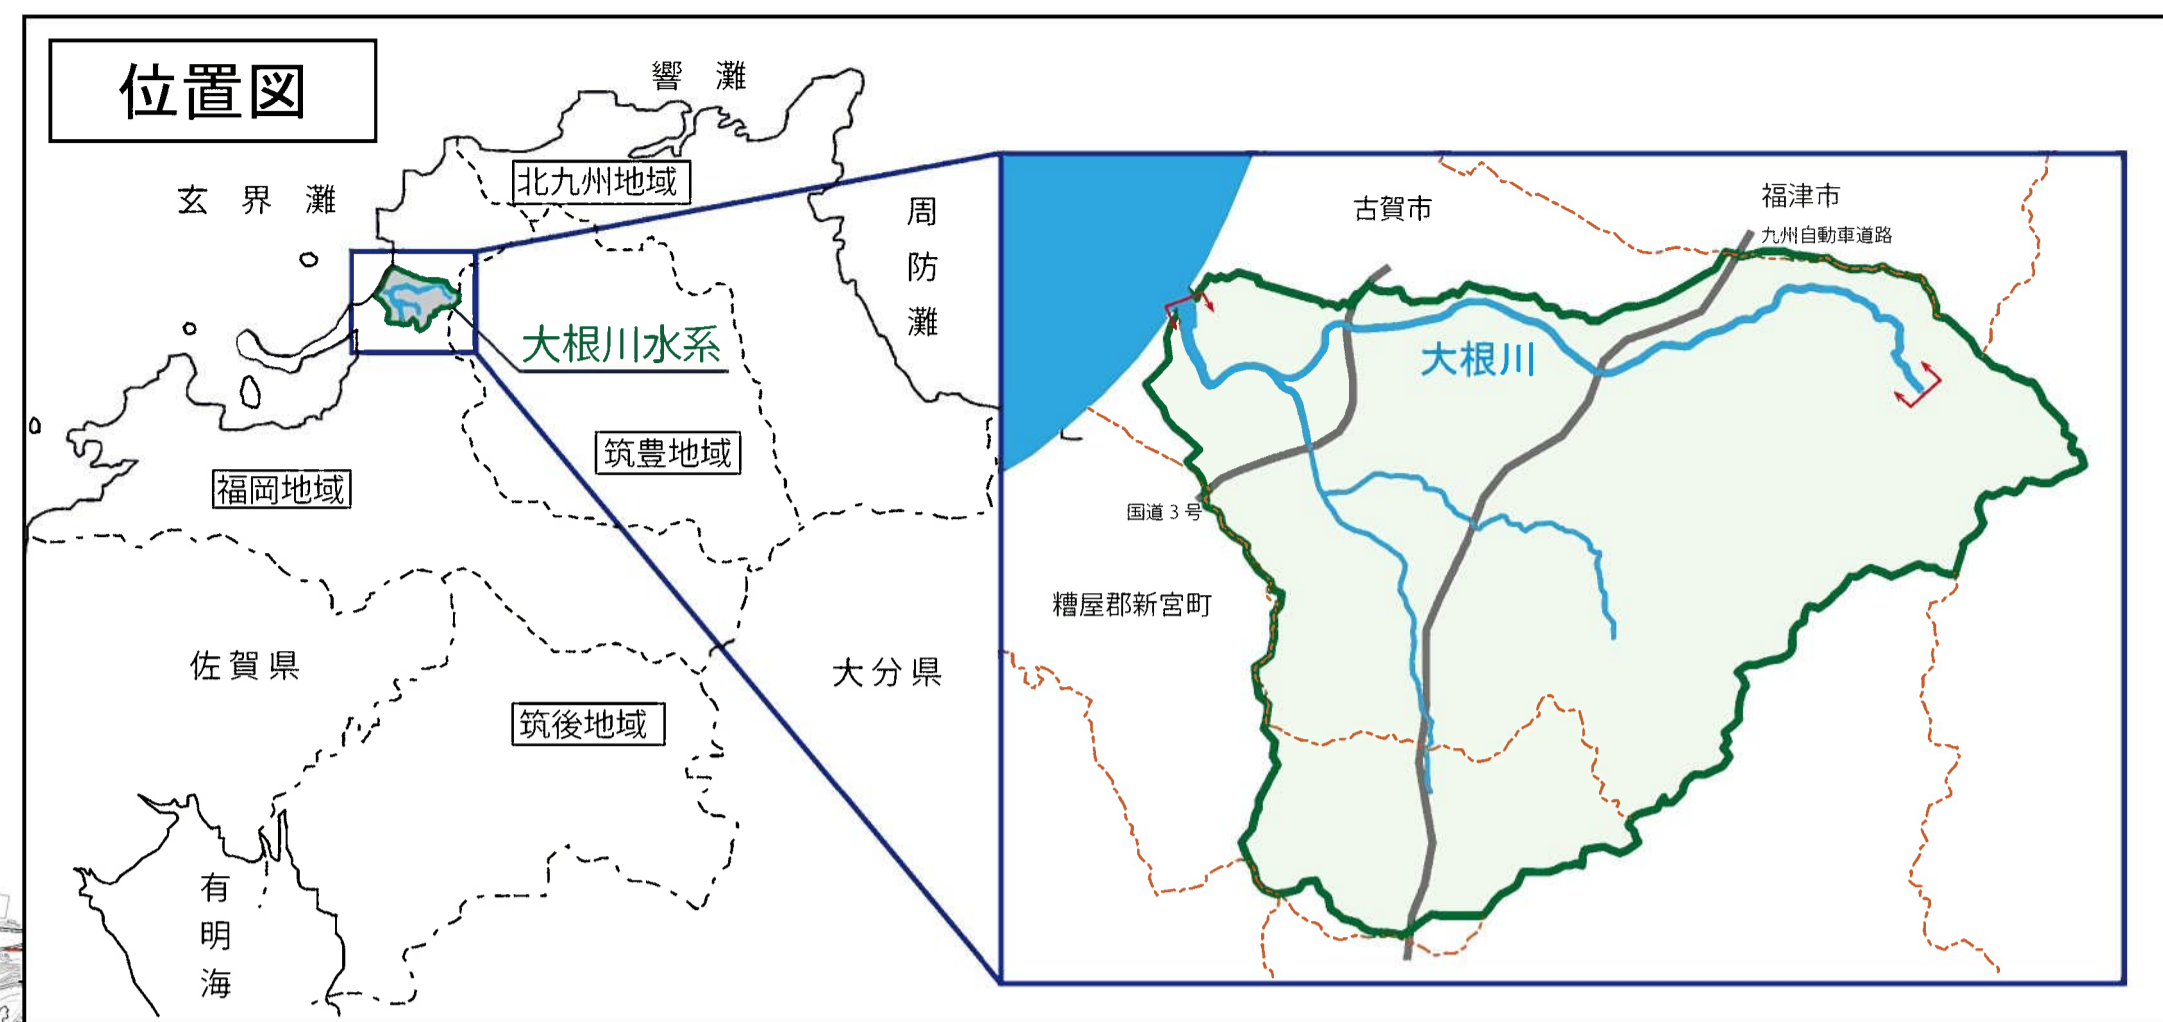 位置図
響灘
玄界灘
北九州地域
周防灘
大根川水系
筑豊地域
福岡地域
佐賀県
大分県
筑後地域
有明海
古賀市
福津市
九州自動車道路
大根川
国道3号
糟屋郡新宮町